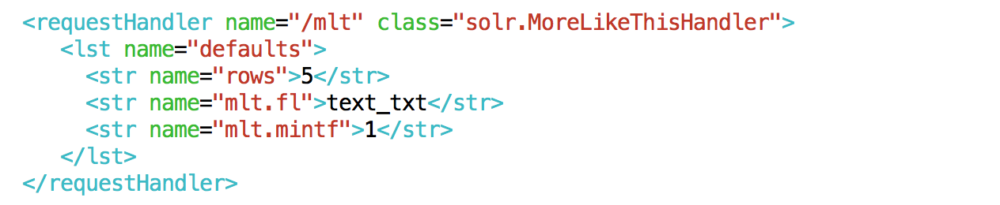 <requestHandler name="/mlt" class="solr.MoreLikeThisHandler">
<lst name="defaults">
<str name="rows">5</str>
<str name="mlt.fl">text_txt</str>
<str name="mlt.mintf">1</str>
</lst>
</requestHandler>